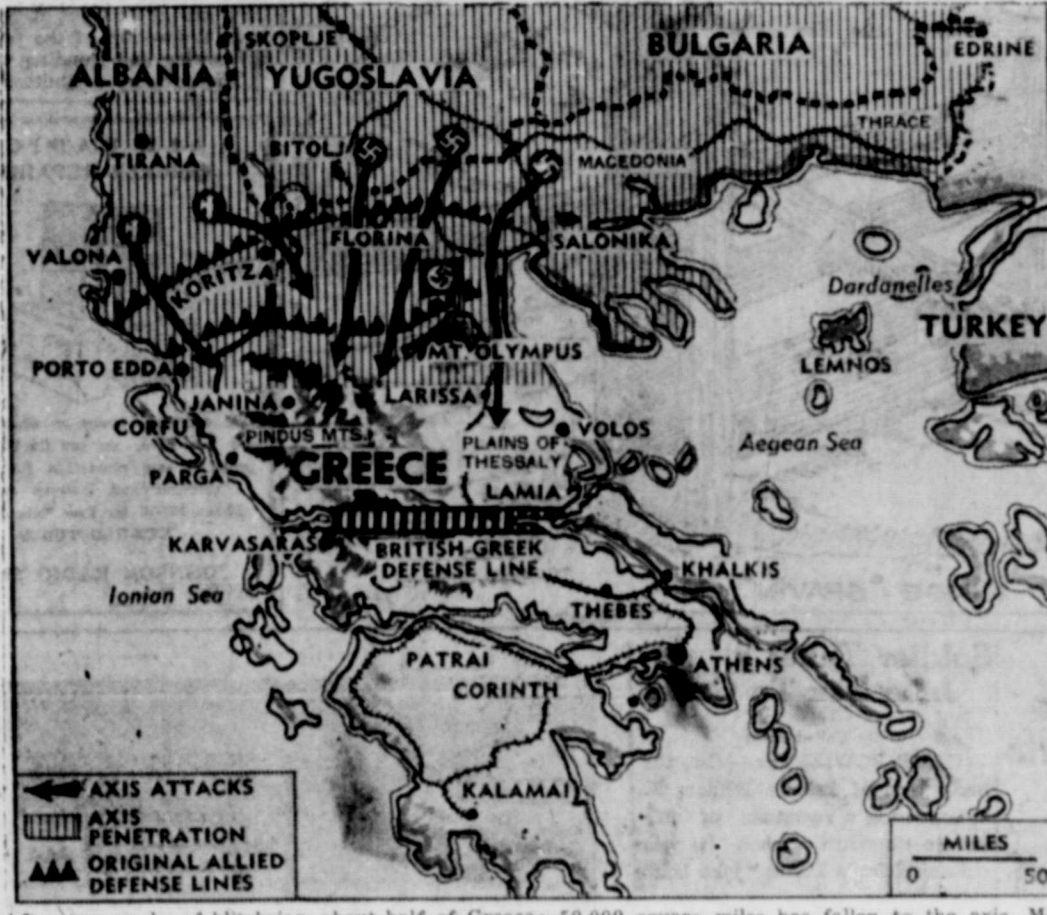 SKOPLJE
BULGARIA
EDRINE
ALBANIA
YUGOSLAVIA
THRACE
TIRANA
BITOLJ
MACEDONIA
VALONA
FLORINA
SALONIKA
KORITZA
Dardanelles
TURKEY
PORTO EDDA
MT. OLYMPUS
LEMNOS
JANINA
LARISSA
CORFU
PINDUS MTS.
PLAINS OF
THESSALY
VOLOS
Aegean Sea
PARGA
GREECE
LAMIA
KARVASARAS
BRITISH-GREEK
DEFENSE LINE
KHALKIS
Ionian Sea
THEBES
PATRAI
ATHENS
CORINTH
KALAMAI
AXIS ATTACKS
AXIS
PENETRATION
ORIGINAL ALLIED
DEFENSE LINES
MILES
0 50